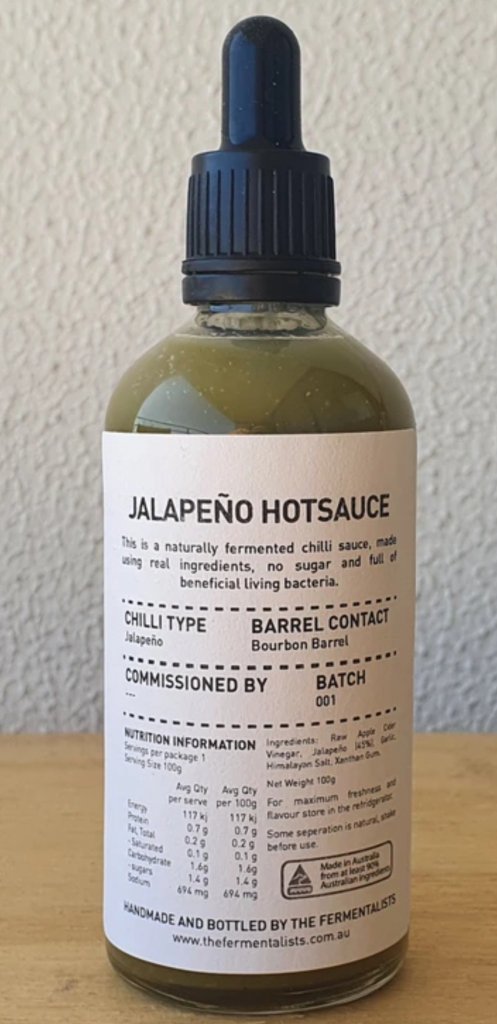 JALAPEÑO HOTSAUCE
This is a naturally fermented chilli sauce, made
using real ingredients, no sugar and full of
beneficial living bacteria.
CHILLI TYPE
Jalapeño
BARREL CONTACT
Bourbon Barrel
COMMISSIONED BY
---
BATCH
001
NUTRITION INFORMATION
Servings per package 1
Serving Size 100g
Avg Qty Avg Qty
per serve per 100g
Energy 117 kj 117 kj
Protein 0.7 g 0.7 g
Fat, Total 0.2 g 0.2 g
- Saturated 0.1 g 0.1 g
Carbohydrate 1.6g 1.6g
- sugars 1.4 g 1.4 g
Sodium 694 mg 694 mg
Ingredients: Raw Apple Cider
Vinegar, Jalapeño (45%), Garlic,
Himalayan Salt, Xanthan Gum.
Net Weight 100g
For maximum freshness and
flavour store in the refridgerator.
Some seperation is natural, shake
before use.
Made in Australia
from at least 90%
Australian ingredients
HANDMADE AND BOTTLED BY THE FERMENTALISTS
www.thefermentalists.com.au